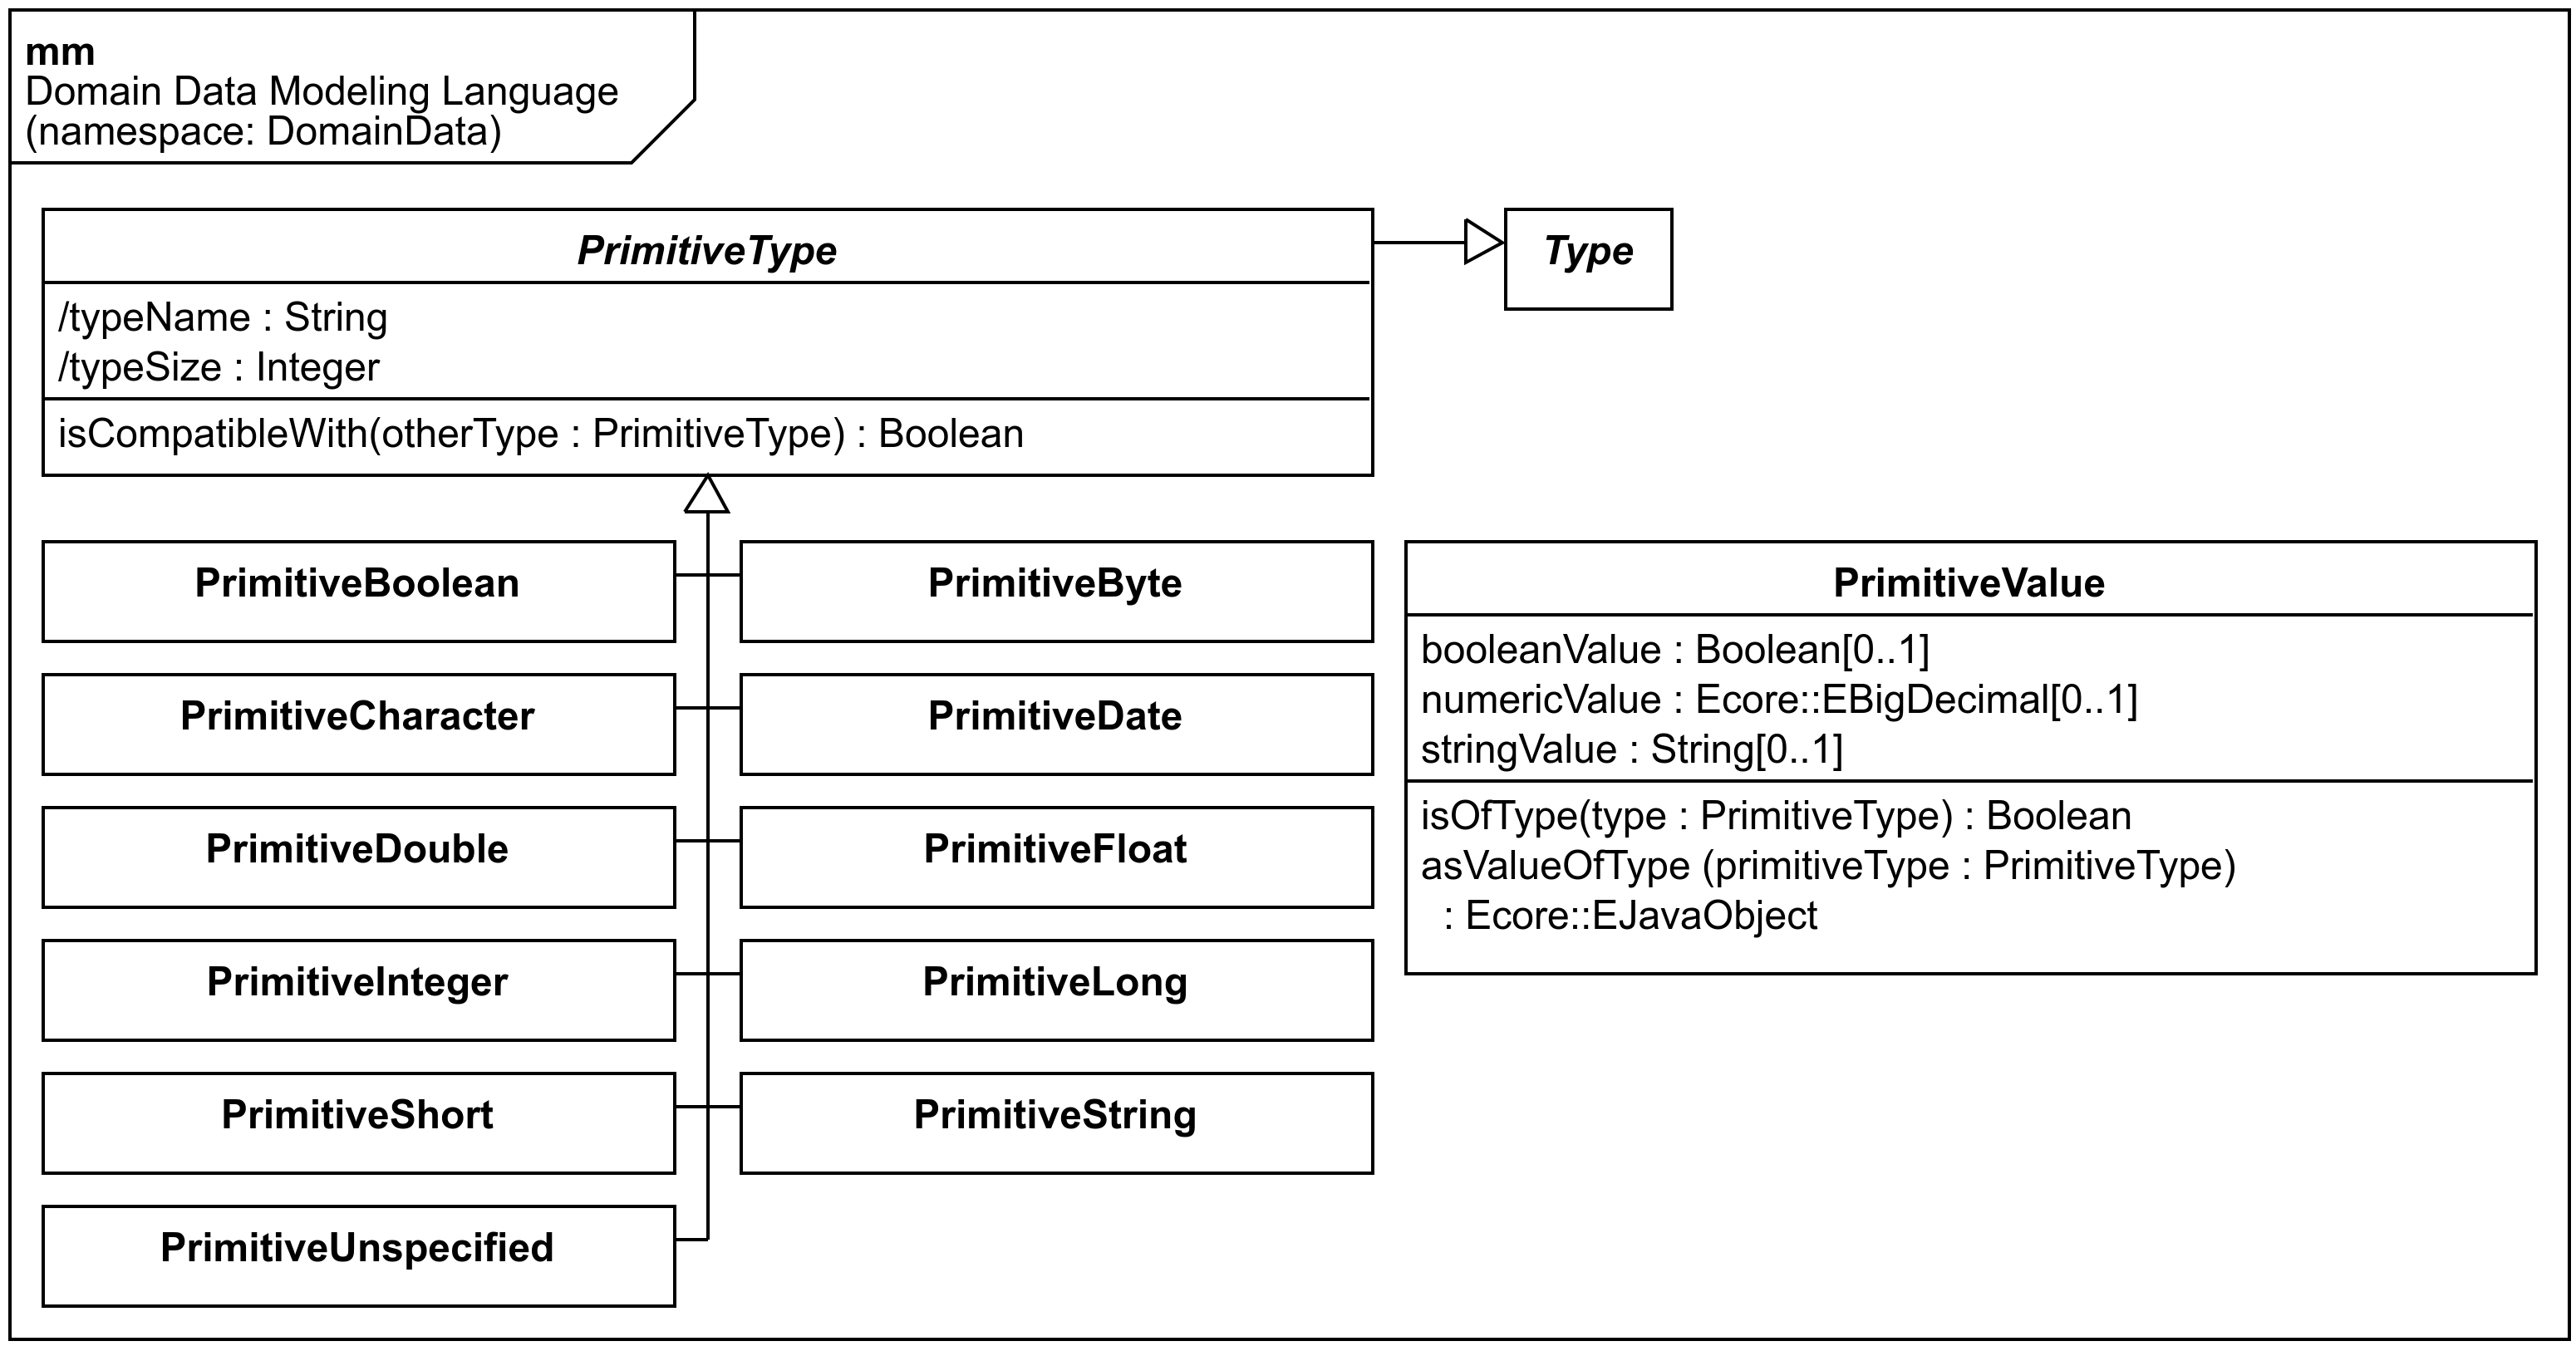 mm
Domain Data Modeling Language
(namespace: DomainData)
PrimitiveType
/typeName : String
/typeSize : Integer
isCompatibleWith(otherType : PrimitiveType) : Boolean
Type
PrimitiveBoolean
PrimitiveByte
PrimitiveCharacter
PrimitiveDate
PrimitiveDouble
PrimitiveFloat
PrimitiveInteger
PrimitiveLong
PrimitiveShort
PrimitiveString
PrimitiveUnspecified
PrimitiveValue
booleanValue : Boolean[0..1]
numericValue : Ecore::EBigDecimal[0..1]
stringValue : String[0..1]
isOfType(type : PrimitiveType) : Boolean
asValueOfType (primitiveType : PrimitiveType)
: Ecore::EJavaObject